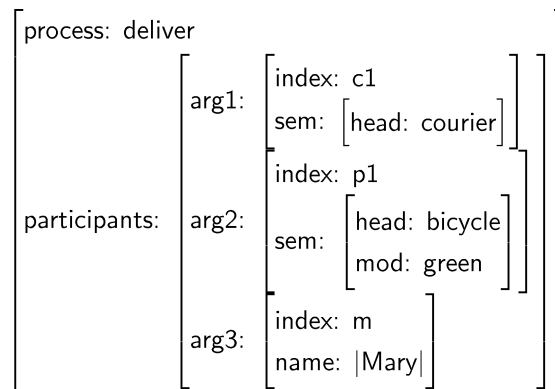 process: deliver
index: c1
arg1:
sem: [head: courier]
index: p1
participants: arg2:
head: bicycle
sem:
mod: green
index: m
arg3:
name: |Mary|